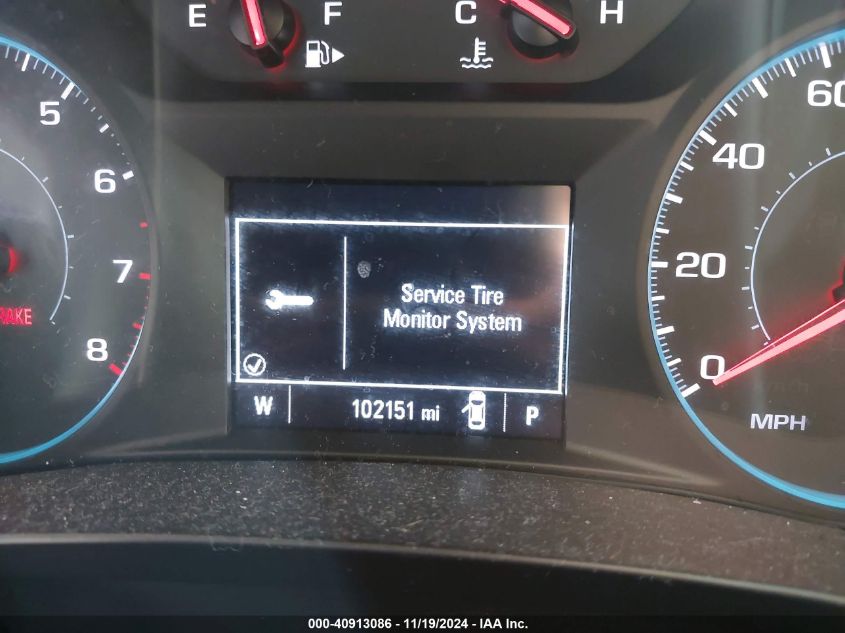 E F C H
5
6
7
8
60
40
20
0
MPH
Service Tire
Monitor System
W 102151 mi P
000-40913086 - 11/19/2024 - IAA Inc.